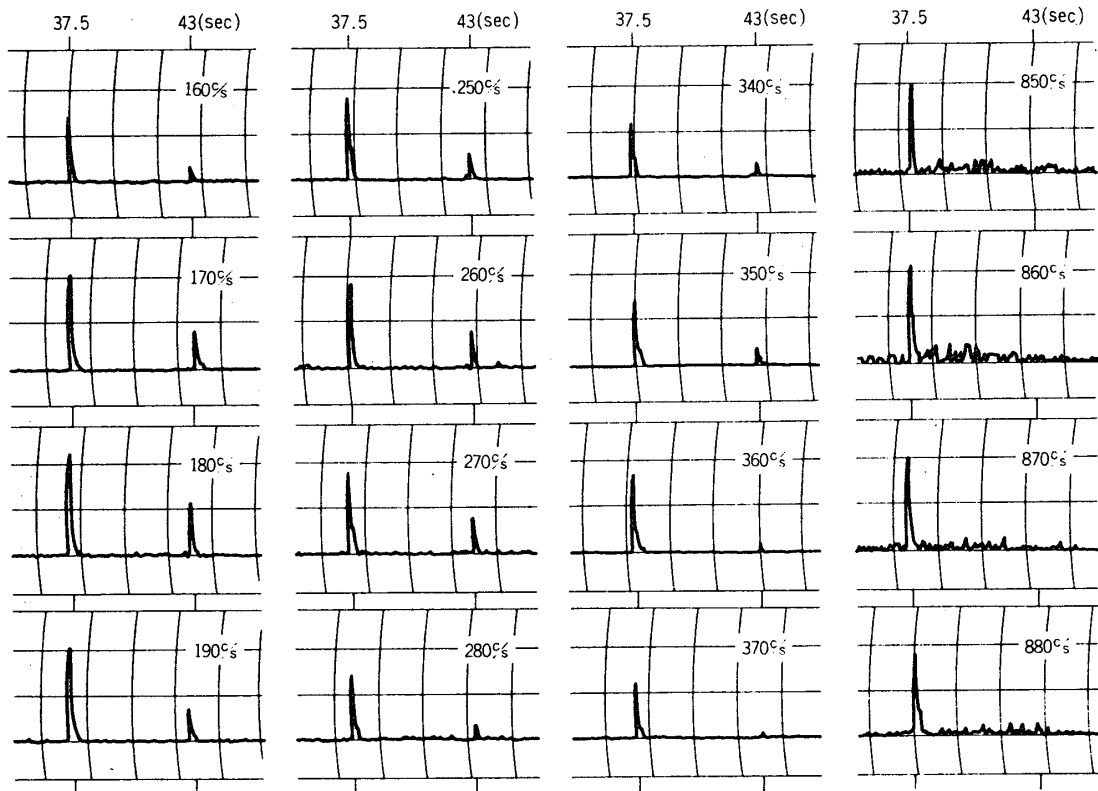 37.5 43(sec) 37.5 43(sec) 37.5 43(sec) 37.5 43(sec)
160c/s .250c/s 340c/s 850c/s
170c/s 260c/s 350c/s 860c/s
180c/s 270c/s 360c/s 870c/s
190c/s 280c/s 370c/s 880c/s